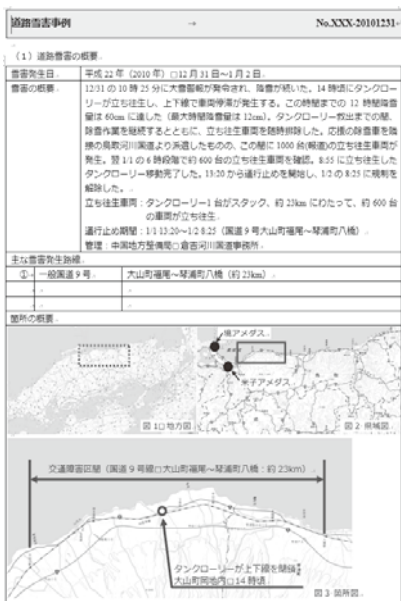 道路雪害事例 → No.XXX-20101231
（1）道路雪害の概要
雪害発生日 平成 22 年（2010 年）□12 月 31 日～1 月 2 日
雪害の概要 12/31 の 10 時 25 分に大雪警報が発令され、降雪が続いた。14 時頃にタンクロー
リーが立ち往生し、上下線で車両停滞が発生する。この時間までの 12 時間降雪
量は 60cm に達した（最大時間降雪量は 12cm）。タンクローリー救出までの間、
除雪作業を継続するとともに、立ち往生車両を随時排除した。応援の除雪車を隣
接の鳥取河川国道より派遣したものの、この間に 1000 台(報道)の立ち往生車両が
発生。翌 1/1 の 6 時段階で約 600 台の立ち往生車両を確認。8:55 に立ち往生した
タンクローリー移動完了した。13:20 から通行止めを開始し、1/2 の 8:25 に規制を
解除した。
立ち往生車両：タンクローリー1 台がスタック、約 23km にわたって、約 600 台
の車両が立ち往生。
通行止め期間：1/1 13:20～1/2 8:25（国道 9 号大山町福尾～琴浦町八橋）
管理：中国地方整備局□倉吉河川国道事務所
主な雪害発生路線
① 一般国道 9 号 大山町福尾～琴浦町八橋（約 23km）
箇所の概要
境アメダス
米子アメダス
図 1□地方図
図 2 県域図
交通障害区間（国道 9 号線□大山町福尾～琴浦町八橋：約 23km）
タンクローリーが上下線を閉鎖
大山町国地内□14 時頃
図 3 箇所図